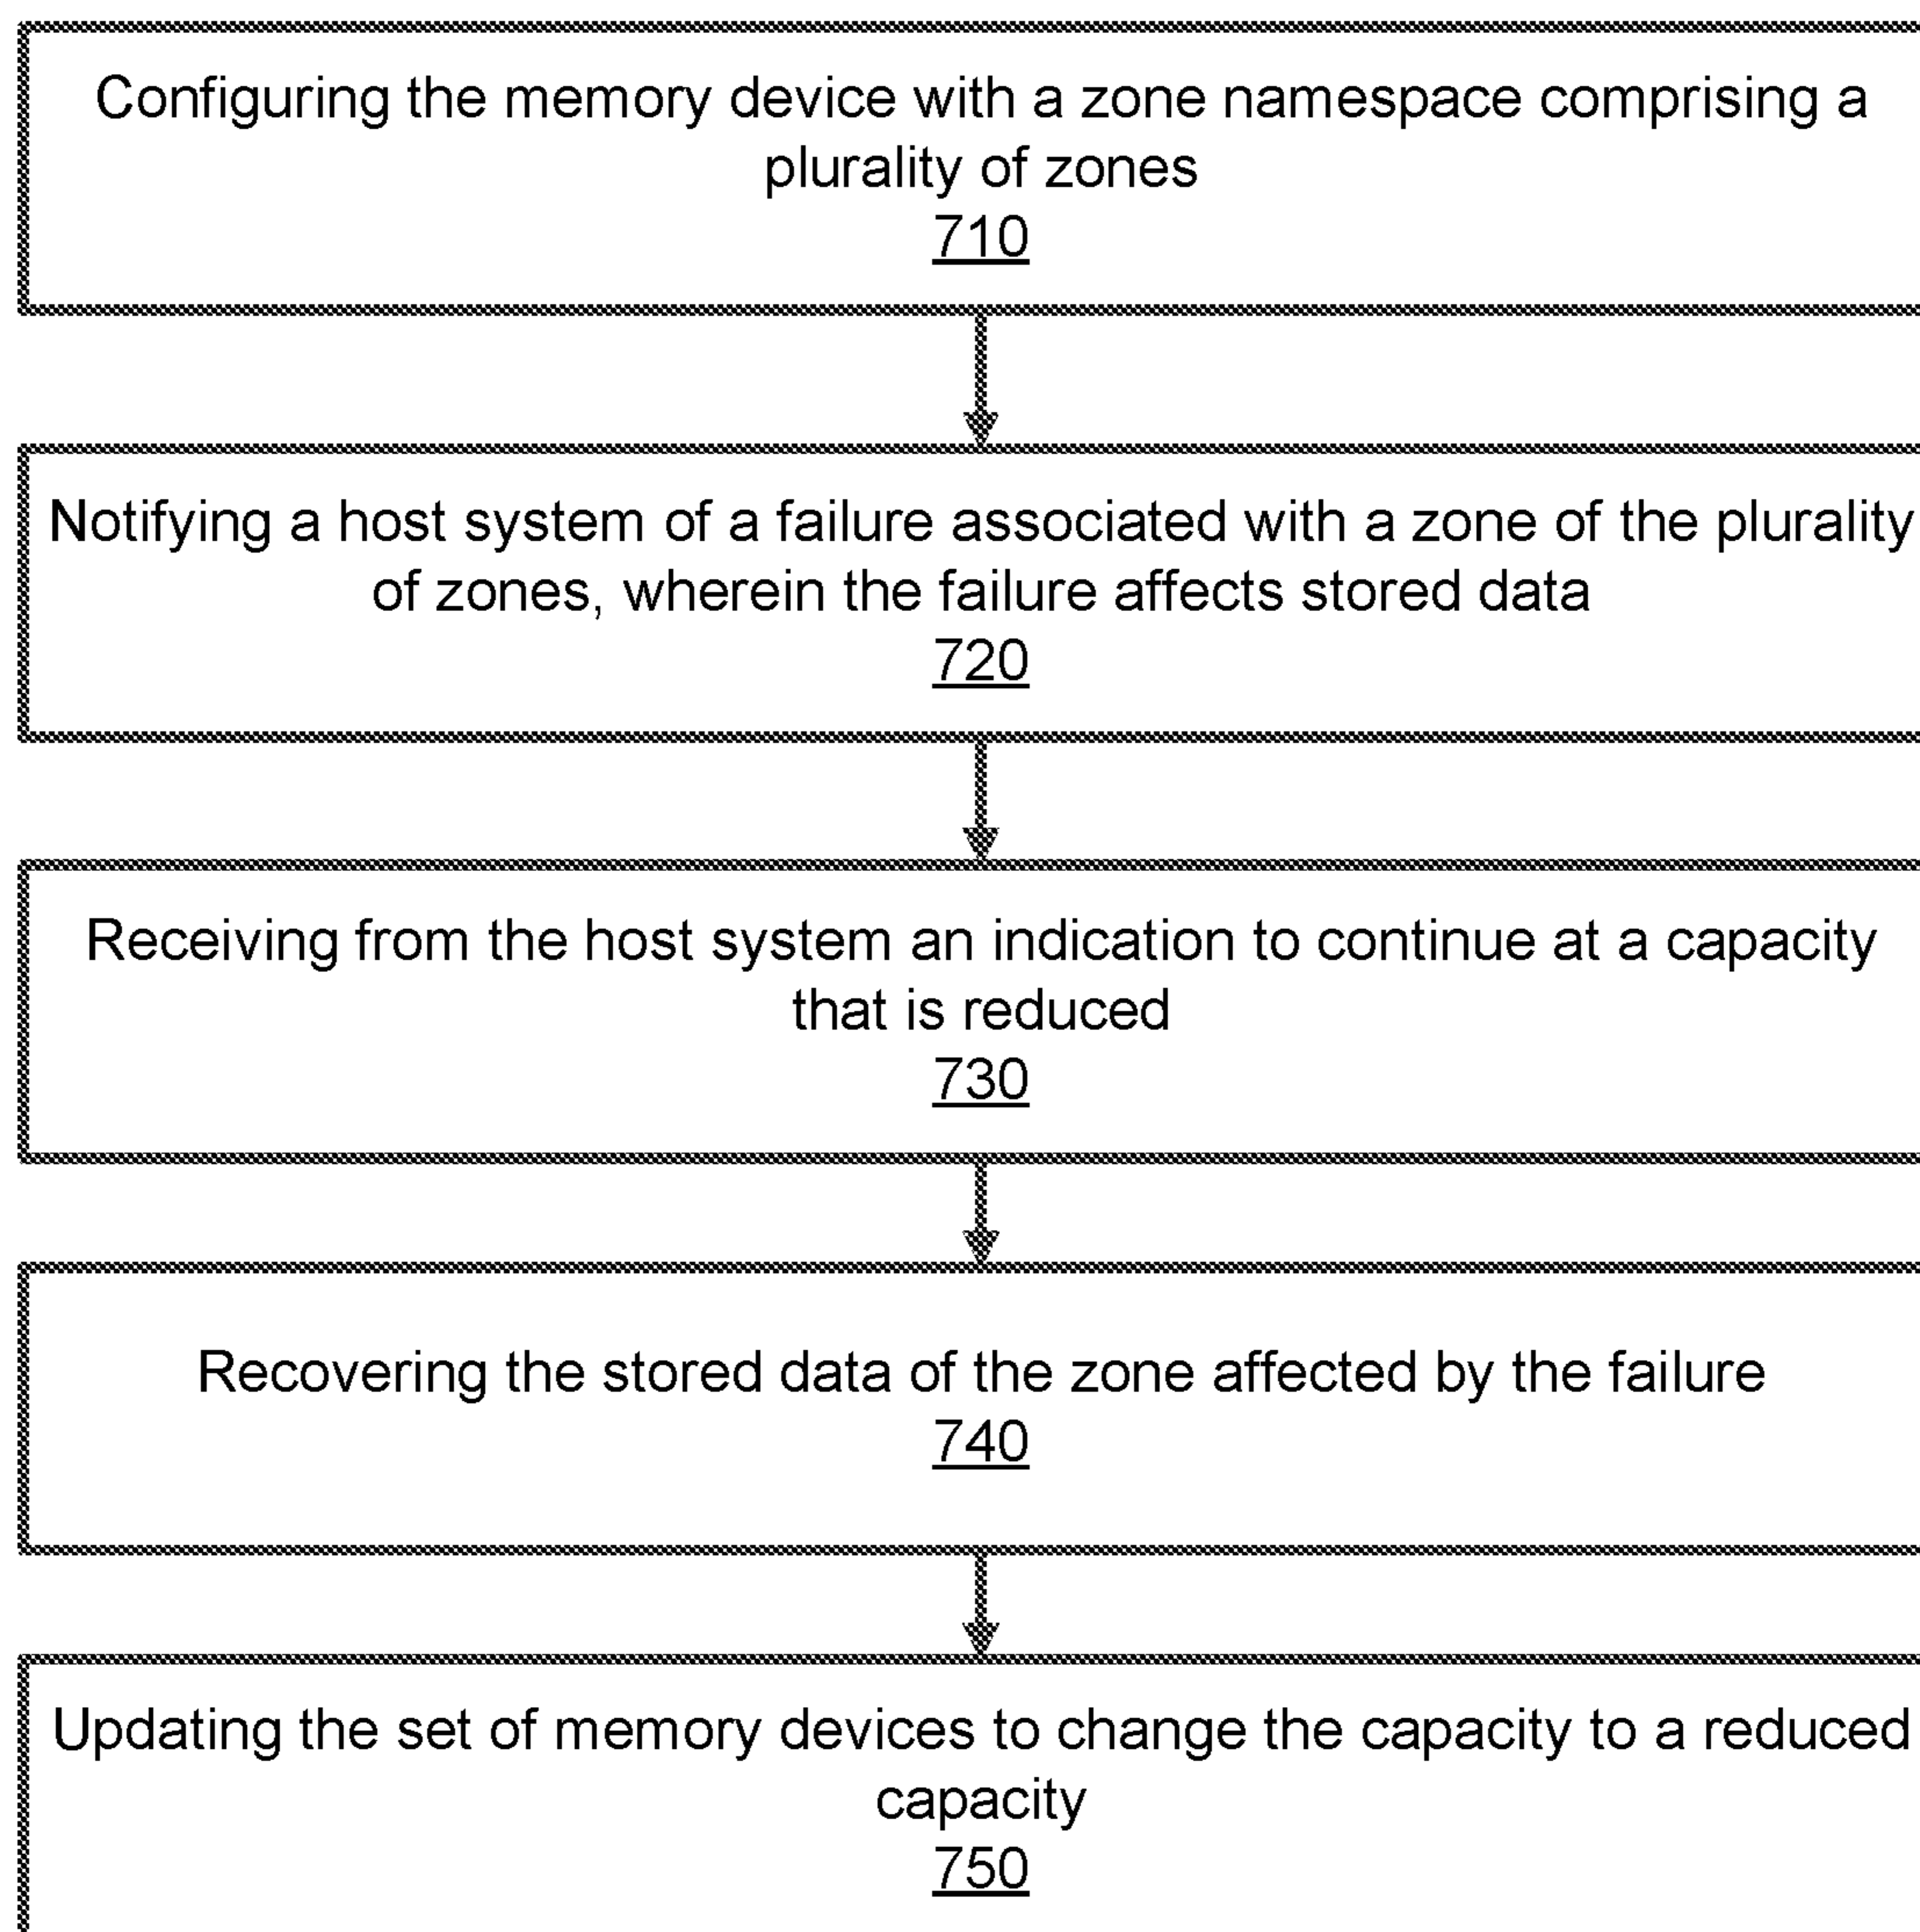 Configuring the memory device with a zone namespace comprising a
plurality of zones
710
Notifying a host system of a failure associated with a zone of the plurality
of zones, wherein the failure affects stored data
720
Receiving from the host system an indication to continue at a capacity
that is reduced
730
Recovering the stored data of the zone affected by the failure
740
Updating the set of memory devices to change the capacity to a reduced
capacity
750